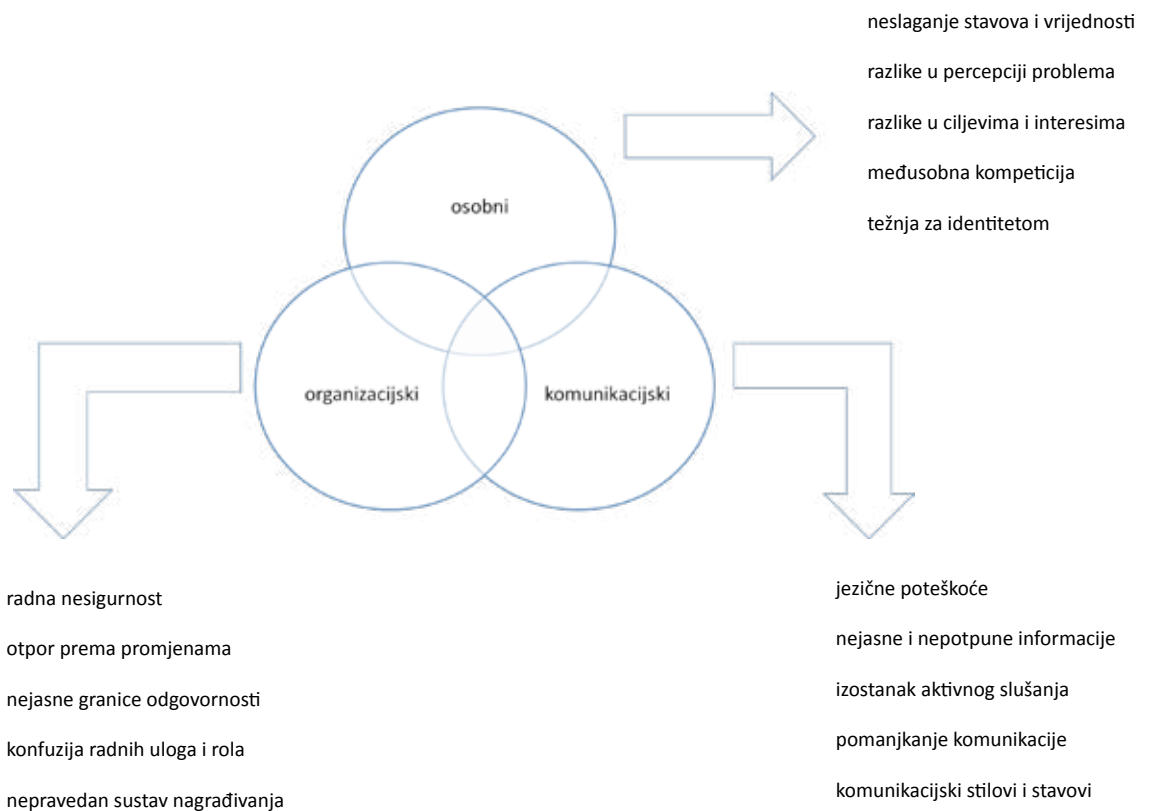 neslaganje stavova i vrijednosti
razlike u percepciji problema
razlike u ciljevima i interesima
međusobna kompeticija
težnja za identitetom
osobni
organizacijski
komunikacijski
radna nesigurnost
otpor prema promjenama
nejasne granice odgovornosti
konfuzija radnih uloga i rola
nepravedan sustav nagrađivanja
jezične poteškoće
nejasne i nepotpune informacije
izostanak aktivnog slušanja
pomanjkanje komunikacije
komunikacijski stilovi i stavovi